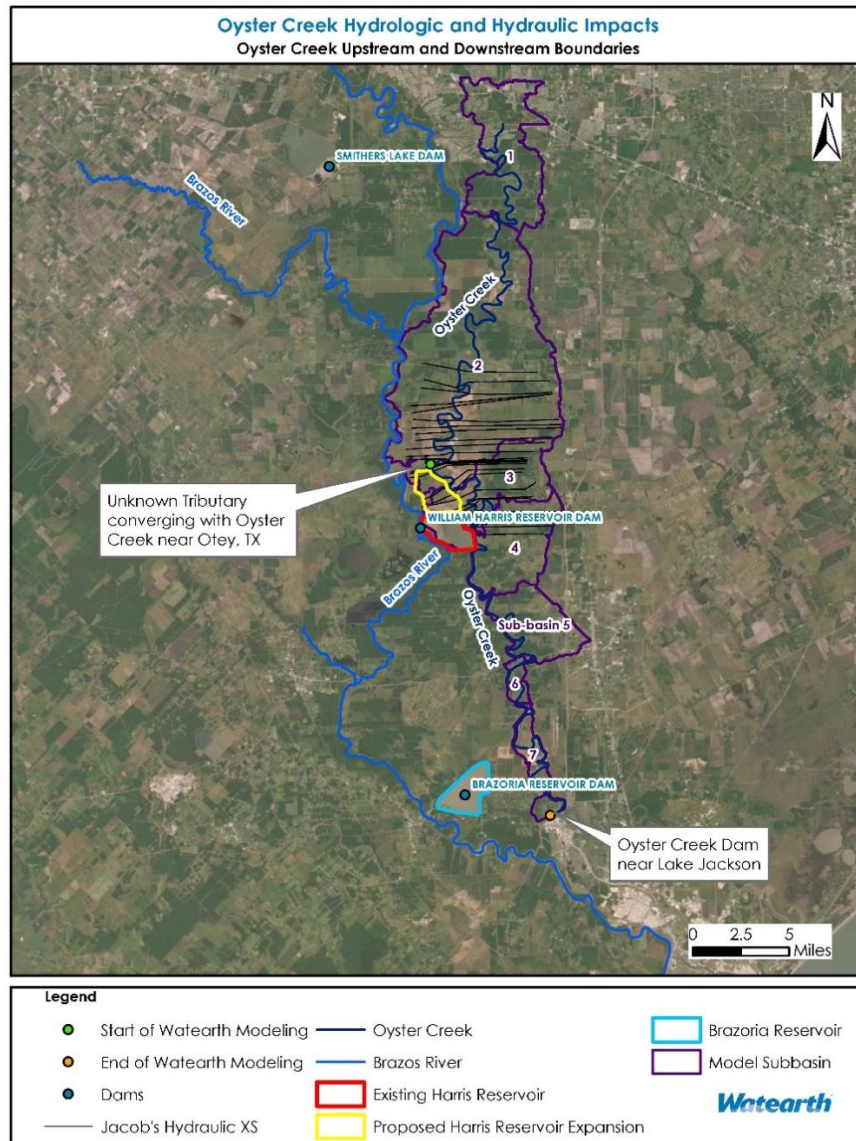 Oyster Creek Hydrologic and Hydraulic Impacts
Oyster Creek Upstream and Downstream Boundaries
N
1
SMITHERS LAKE DAM
Brazos River
Oyster Creek
2
3
Unknown Tributary
converging with Oyster
Creek near Otey, TX
WILLIAM HARRIS RESERVOIR DAM
4
Brazos River
Oyster Creek
Sub-basin 5
6
7
BRAZORIA RESERVOIR DAM
Oyster Creek Dam
near Lake Jackson
0 2.5 5
Miles
Legend
Start of Watearth Modeling
End of Watearth Modeling
Dams
Jacob's Hydraulic XS
Oyster Creek
Brazos River
Existing Harris Reservoir
Proposed Harris Reservoir Expansion
Brazoria Reservoir
Model Subbasin
Watearth